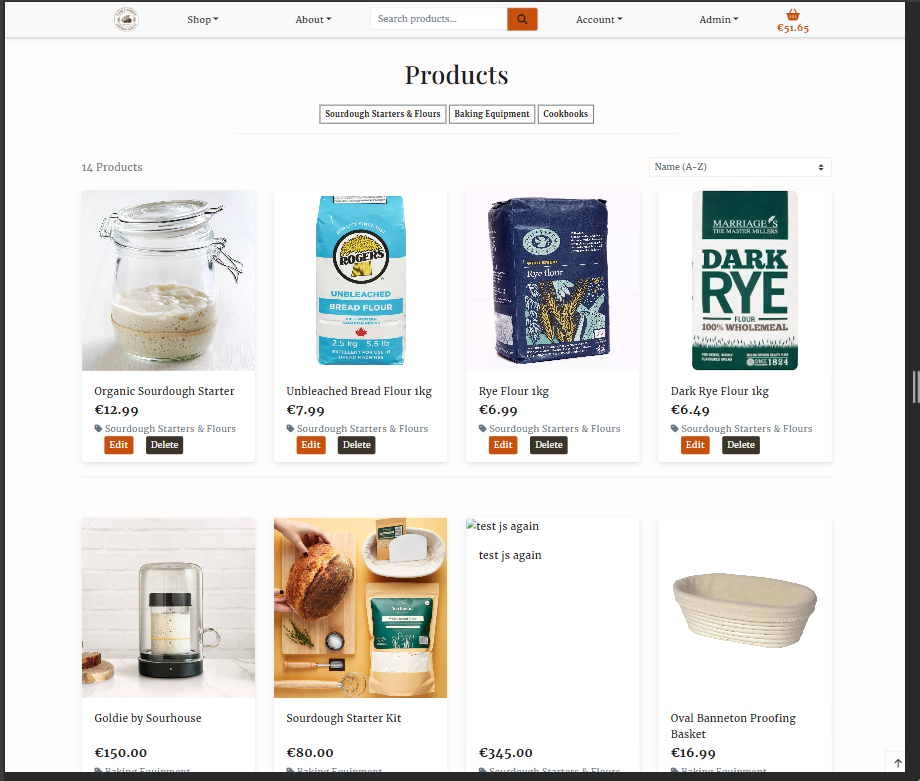 Shop
About
Search products...
Account
Admin
€51.65
Products
Sourdough Starters & Flours
Baking Equipment
Cookbooks
14 Products
Name (A-Z)
ROGERS
UNBLEACHED
BREAD FLOUR
2.5 kg 5.5 lb
EXCELLENT FOR USE IN
BREAD MACHINES
Rye flour
MARRIAGE'S
THE MASTER MILLERS
DARK
RYE
FLOUR
100% WHOLEMEAL
SINCE 1824
Organic Sourdough Starter
€12.99
Sourdough Starters & Flours
Edit
Delete
Unbleached Bread Flour 1kg
€7.99
Sourdough Starters & Flours
Edit
Delete
Rye Flour 1kg
€6.99
Sourdough Starters & Flours
Edit
Delete
Dark Rye Flour 1kg
€6.49
Sourdough Starters & Flours
Edit
Delete
test js again
Goldie by Sourhouse
€150.00
Baking Equipment
Sourdough Starter Kit
€80.00
Baking Equipment
test js again
€345.00
Sourdough Starters & Flours
Oval Banneton Proofing
Basket
€16.99
Baking Equipment